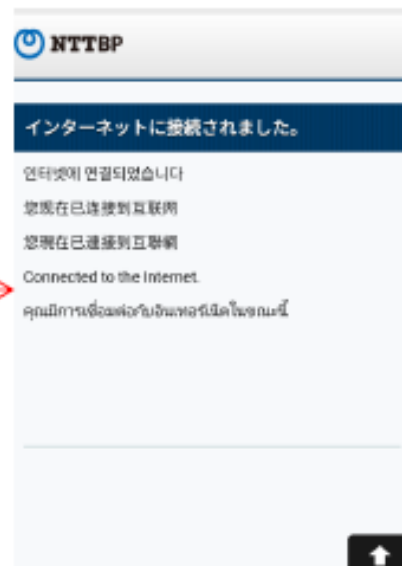 NTTBP
インターネットに接続されました。
인터넷에 연결되었습니다
您现在已连接到互联网
您現在已連接到互聯網
Connected to the Internet.
คุณมีการเชื่อมต่อกับอินเทอร์เน็ตในขณะนี้